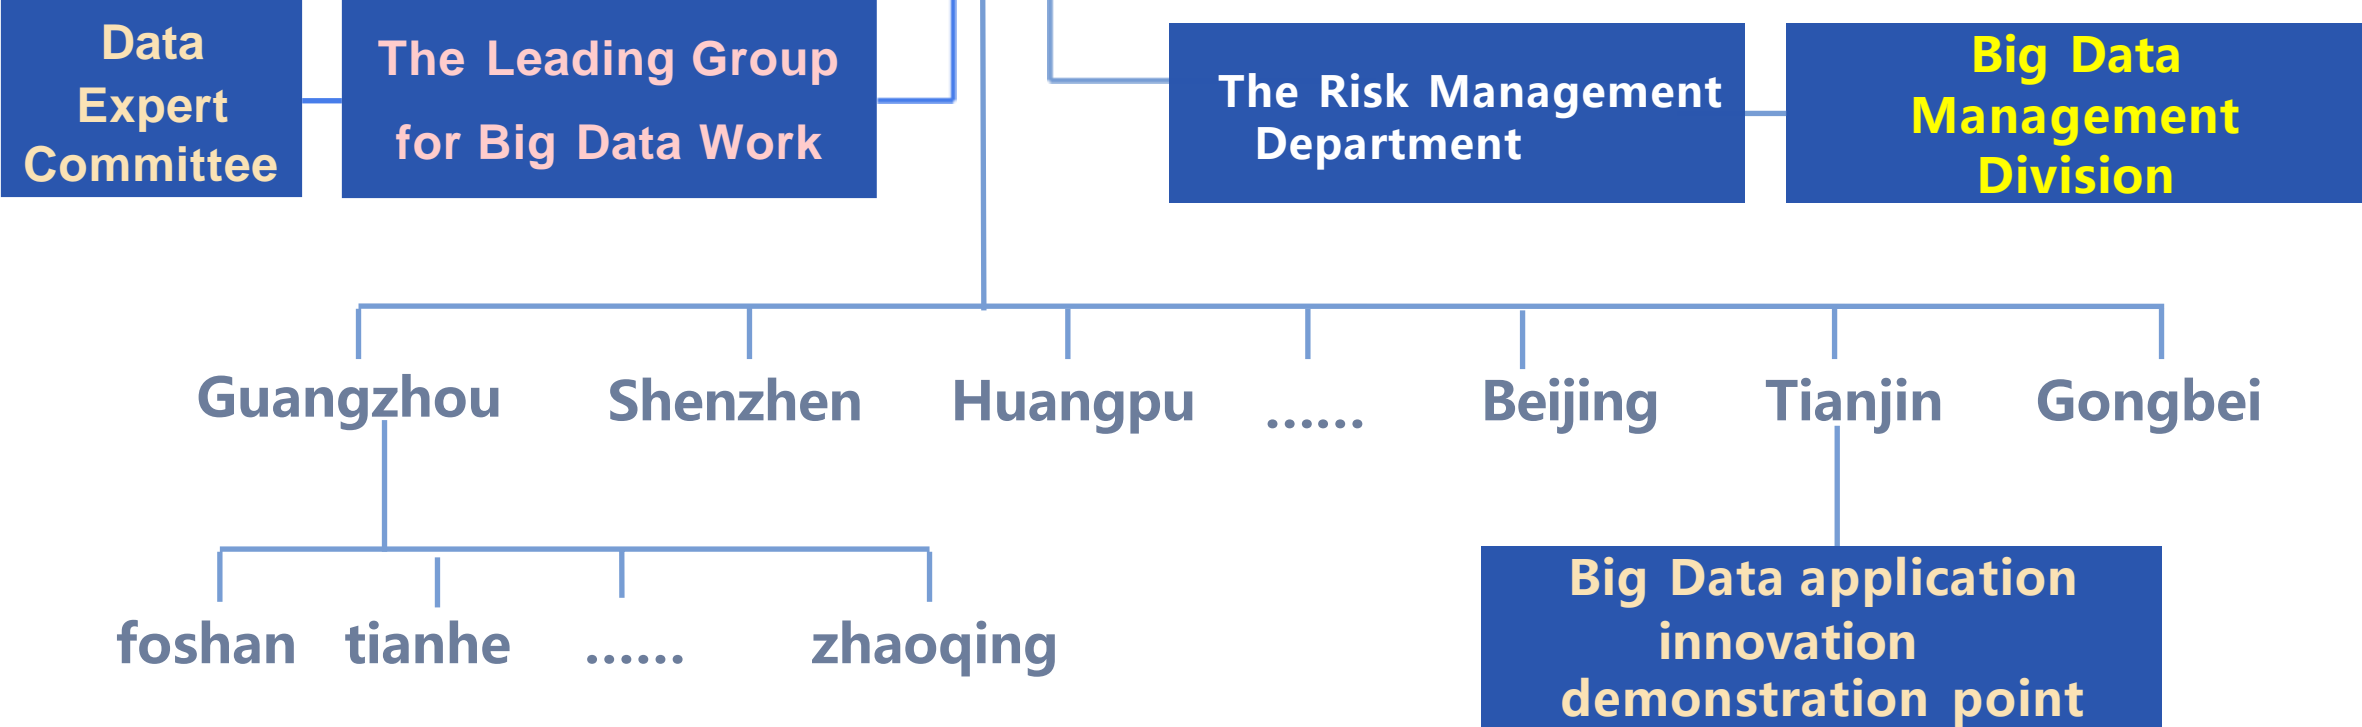 Data
Expert
Committee
The Leading Group
for Big Data Work
The Risk Management
Department
Big Data
Management
Division
Guangzhou
Shenzhen
Huangpu
......
Beijing
Tianjin
Gongbei
foshan
tianhe
......
zhaoqing
Big Data application
innovation
demonstration point